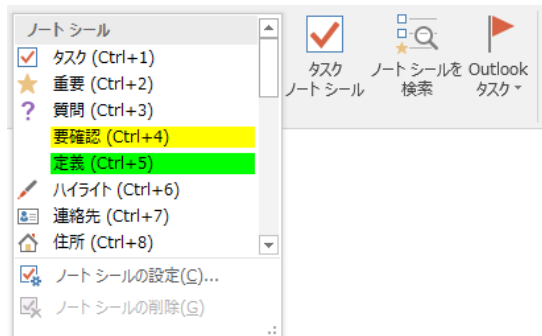 ノート シール
タスク (Ctrl+1)
重要 (Ctrl+2)
? 質問 (Ctrl+3)
要確認 (Ctrl+4)
定義 (Ctrl+5)
ハイライト (Ctrl+6)
連絡先 (Ctrl+7)
住所 (Ctrl+8)
ノート シールの設定(C)...
ノート シールの削除(G)
タスク
ノート シール
ノート シールを
検索
Outlook
タスク